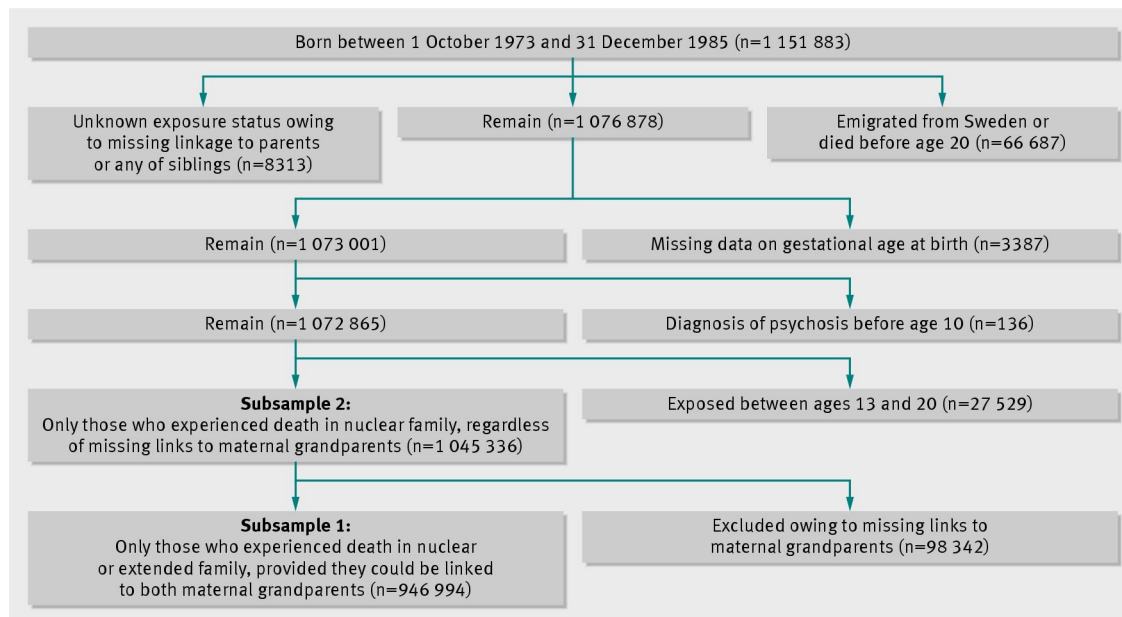 Born between 1 October 1973 and 31 December 1985 (n=1 151 883)
Unknown exposure status owing
to missing linkage to parents
or any of siblings (n=8313)
Remain (n=1 076 878)
Emigrated from Sweden or
died before age 20 (n=66 687)
Remain (n=1 073 001)
Missing data on gestational age at birth (n=3387)
Remain (n=1 072 865)
Diagnosis of psychosis before age 10 (n=136)
Subsample 2:
Only those who experienced death in nuclear family, regardless
of missing links to maternal grandparents (n=1 045 336)
Exposed between ages 13 and 20 (n=27 529)
Subsample 1:
Only those who experienced death in nuclear
or extended family, provided they could be linked
to both maternal grandparents (n=946 994)
Excluded owing to missing links to
maternal grandparents (n=98 342)